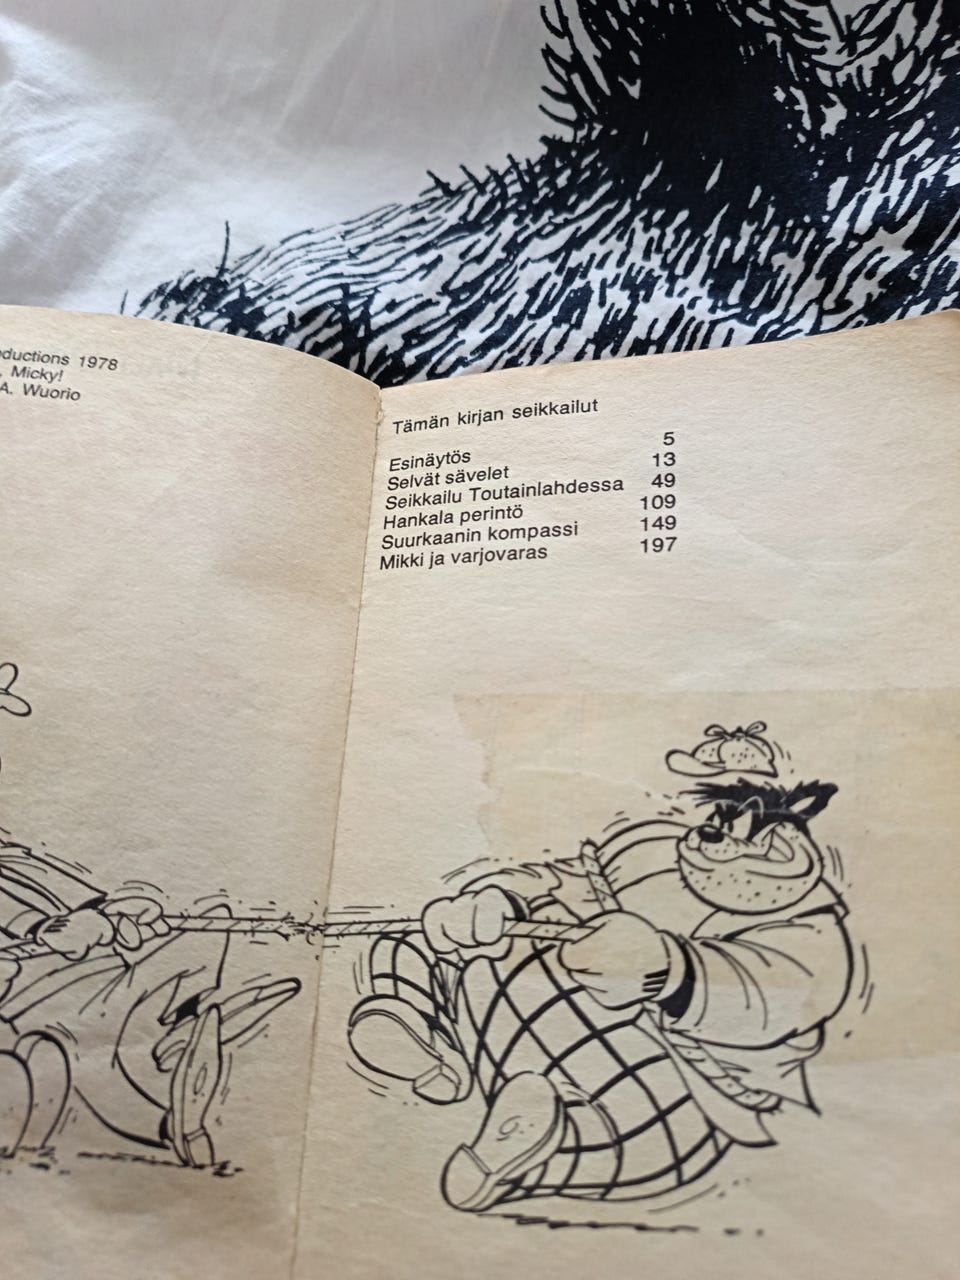 ductions 1978
, Micky!
A. Wuorio
Tämän kirjan seikkailut
Esinäytös 5
Selvät sävelet 13
Seikkailu Toutainlahdessa 49
Hankala perintö 109
Suurkaanin kompassi 149
Mikki ja varjovaras 197